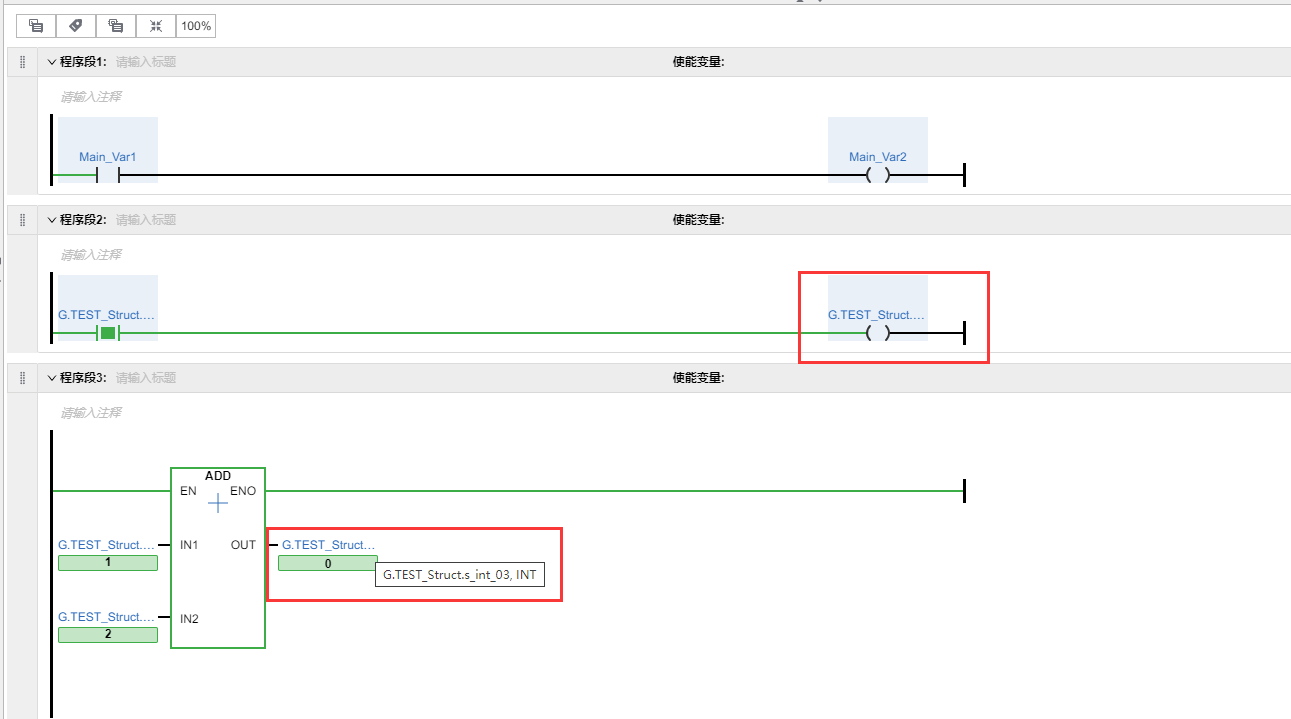 100%
程序段1: 请输入标题 使能变量:
请输入注释
Main_Var1 Main_Var2
程序段2: 请输入标题 使能变量:
请输入注释
G.TEST_Struct.... G.TEST_Struct....
程序段3: 请输入标题 使能变量:
请输入注释
ADD
EN ENO
G.TEST_Struct.... IN1 OUT G.TEST_Struct...
1 0
G.TEST_Struct.s_int_03, INT
G.TEST_Struct.... IN2
2